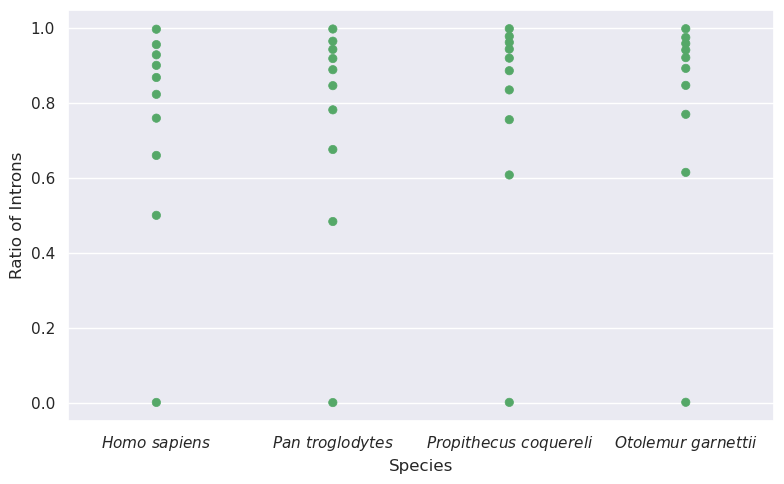 Ratio of Introns
1.0
0.8
0.6
0.4
0.2
0.0
Homo sapiens
Pan troglodytes
Propithecus coquereli
Otolemur garnettii
Species